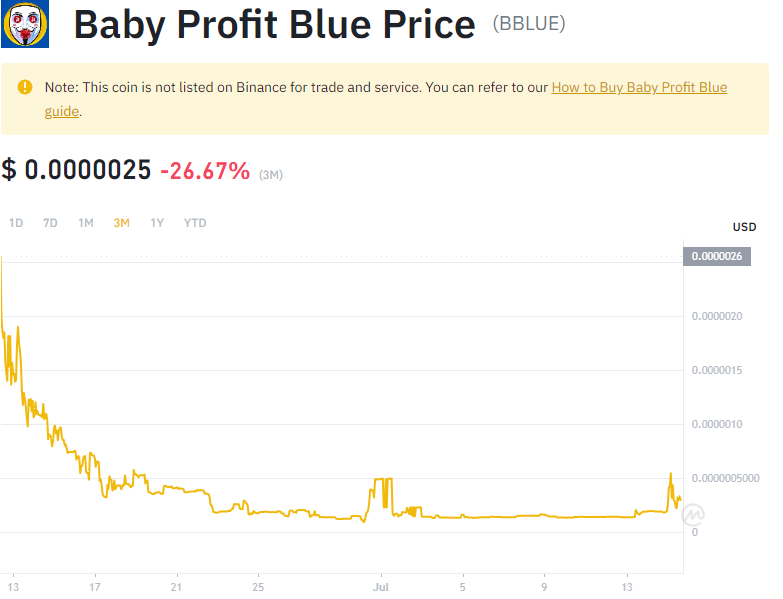 Baby Profit Blue Price (BBLUE)
Note: This coin is not listed on Binance for trade and service. You can refer to our How to Buy Baby Profit Blue
guide.
$ 0.0000025 -26.67% (3M)
1D 7D 1M 3M 1Y YTD
USD
0.0000026
0.0000020
0.0000015
0.0000010
0.0000005000
0
13 17 21 25 Jul 5 9 13